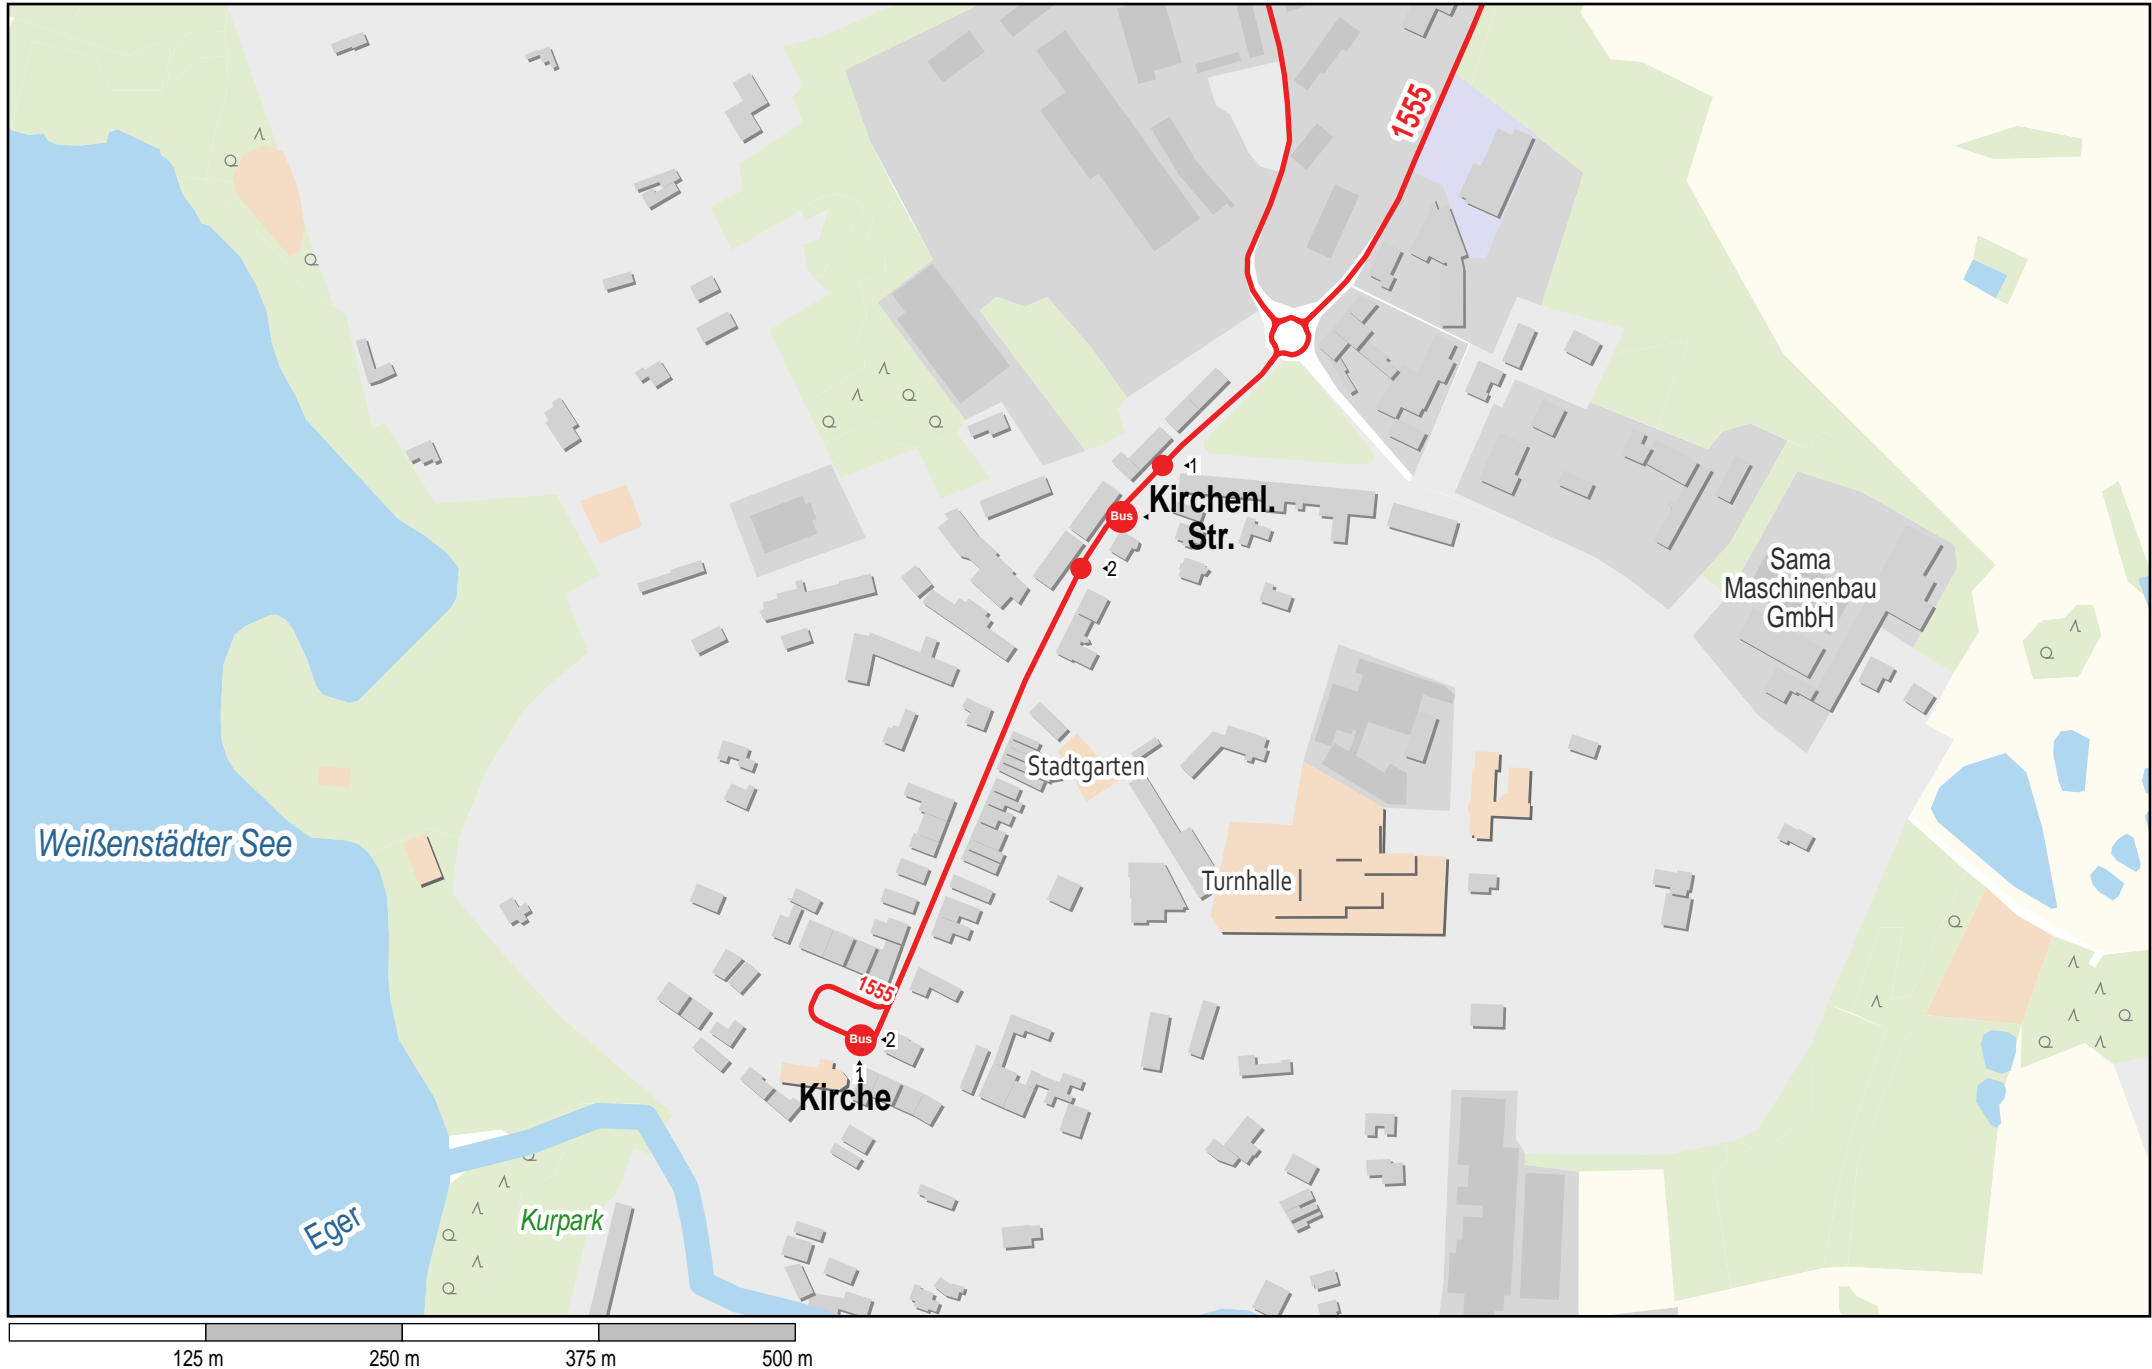 1555
1
Kirchenl.
Str.
Bus
2
Sama
Maschinenbau
GmbH
Stadtgarten
Weißenstädter See
Turnhalle
1555
Bus
2
1
Kirche
Eger
Kurpark
125 m
250 m
375 m
500 m